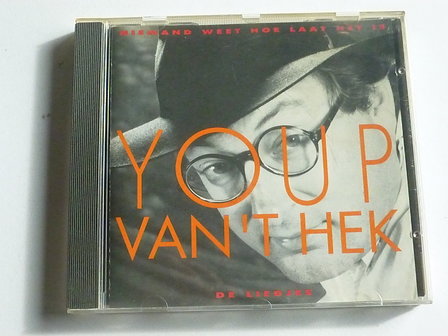 NIEMAND WEET HOE LAAT HET IS
YOUP
VAN 'T HEK
DE LIEDJES